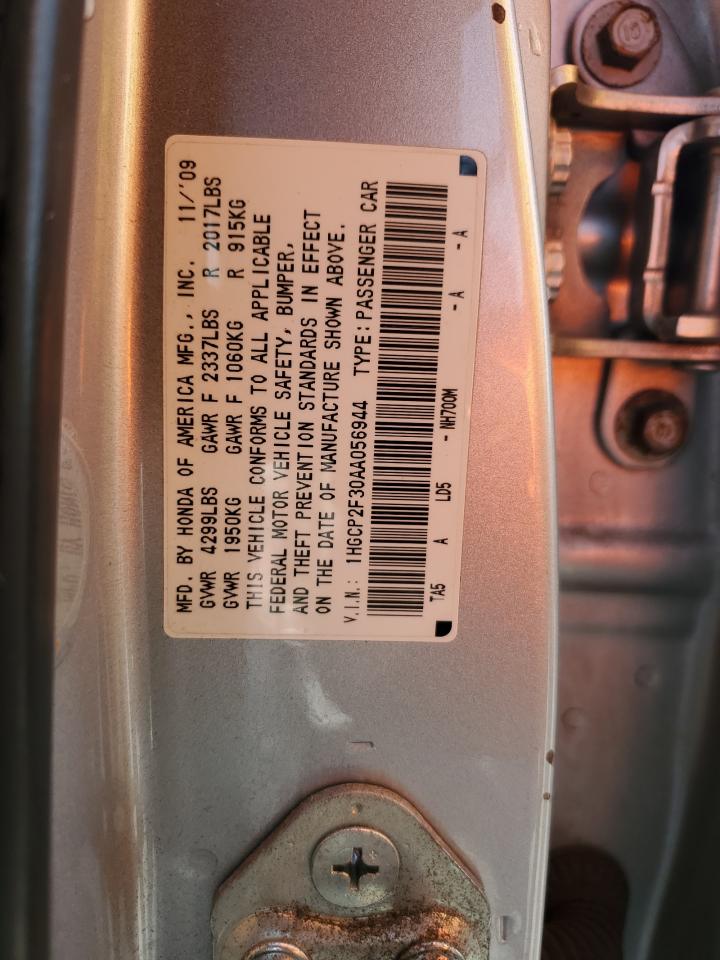 MFD. BY HONDA OF AMERICA MFG., INC. 11/'09
GVWR 4299LBS GAWR F 2337LBS R 2017LBS
GVWR 1950KG GAWR F 1060KG R 915KG
THIS VEHICLE CONFORMS TO ALL APPLICABLE
FEDERAL MOTOR VEHICLE SAFETY, BUMPER,
AND THEFT PREVENTION STANDARDS IN EFFECT
ON THE DATE OF MANUFACTURE SHOWN ABOVE.
V.I.N.: 1HGCP2F30AA056944 TYPE:PASSENGER CAR
TA5 A LD5 - NH700M - A - A